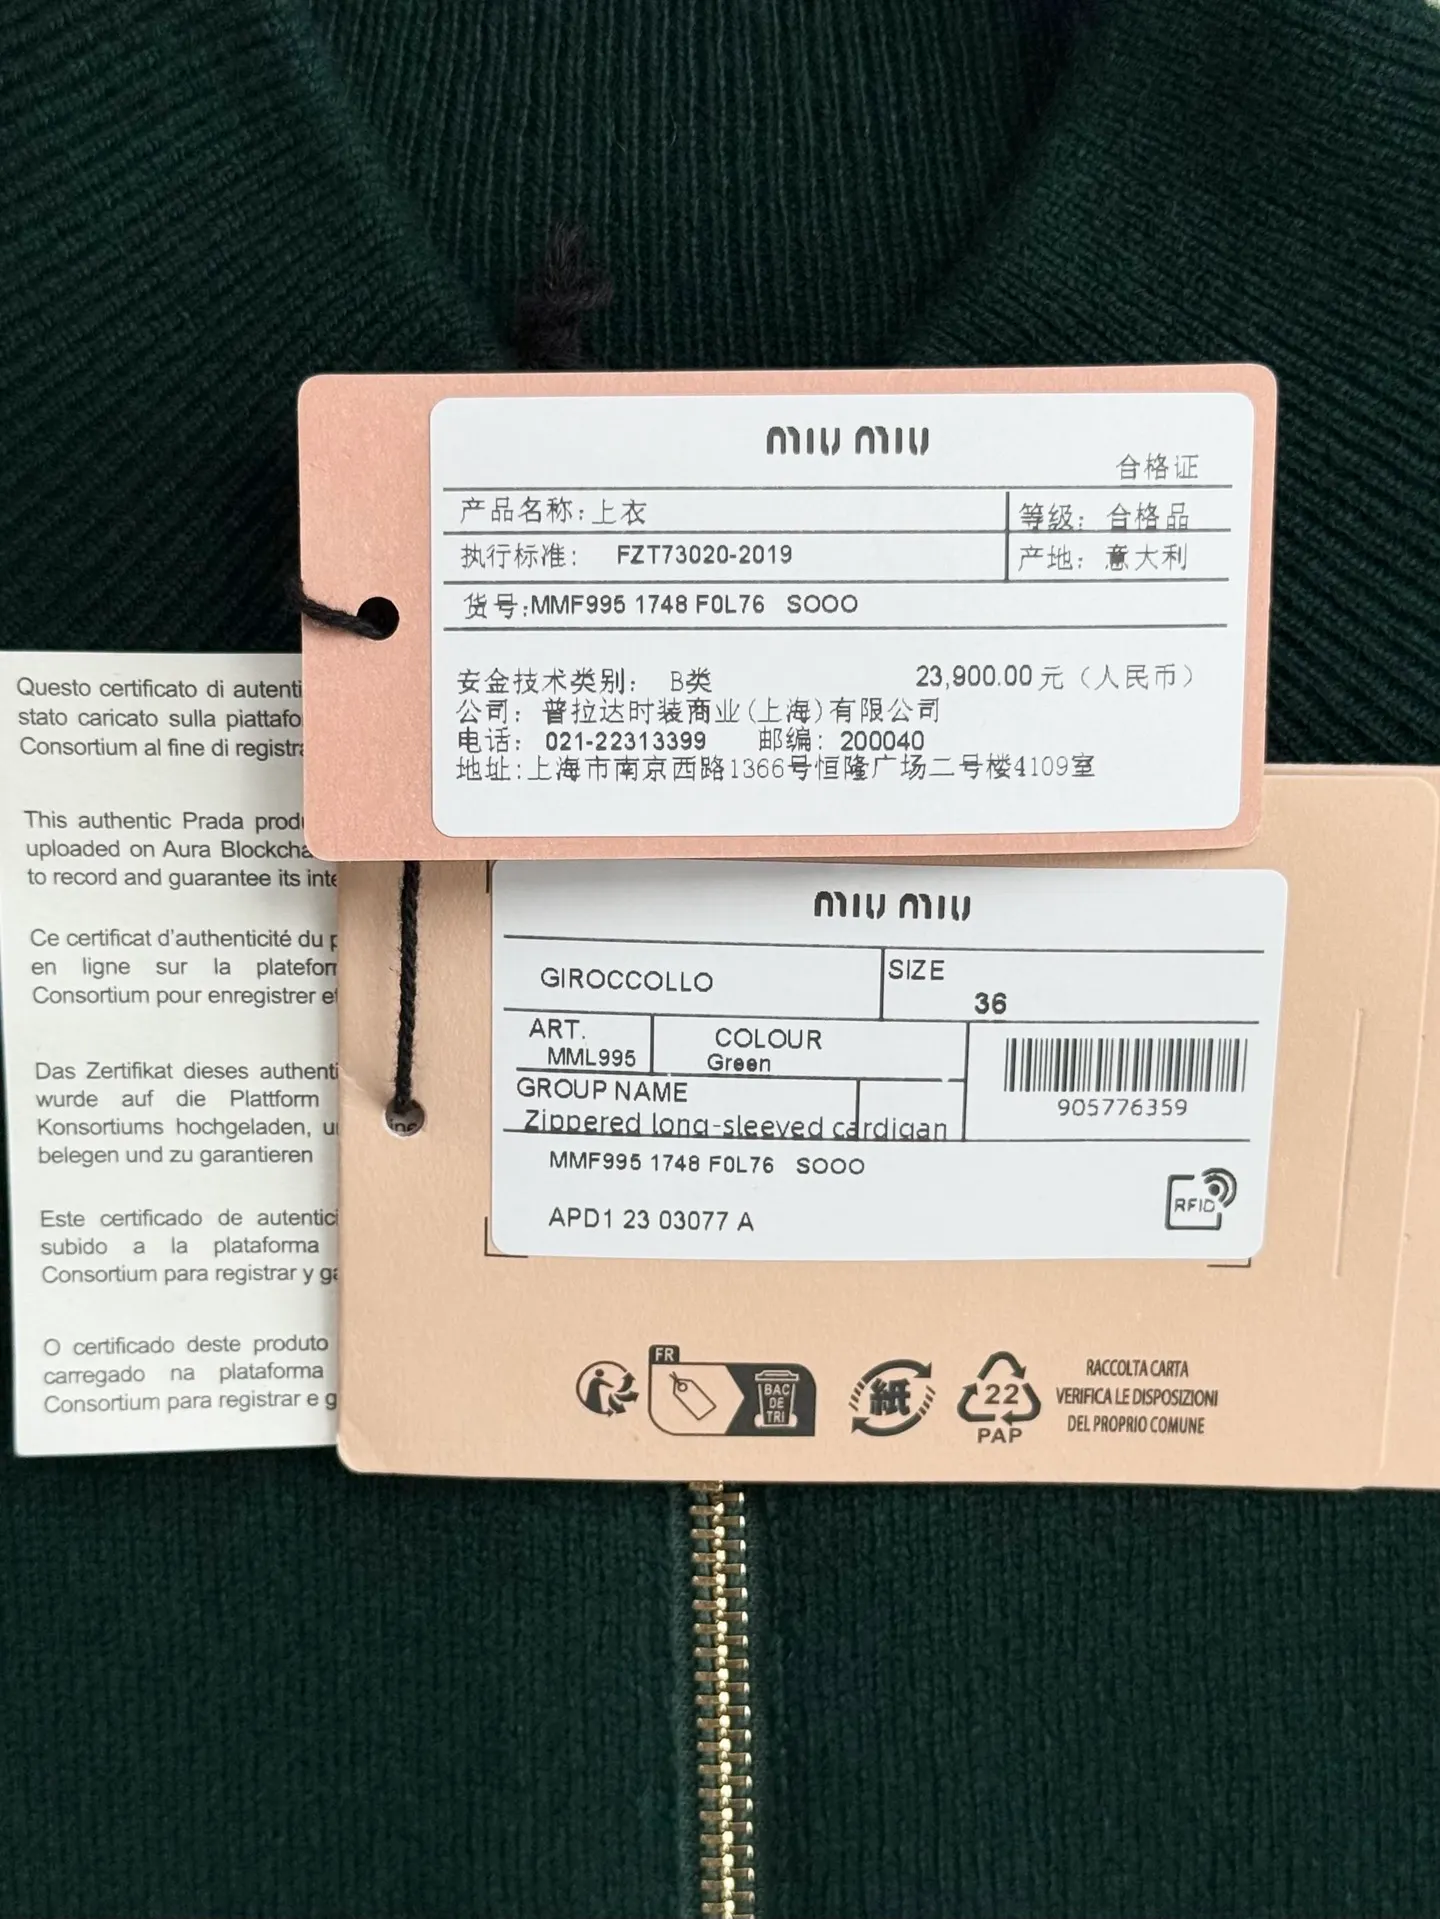 miu miu
合格证
产品名称:上衣
等级: 合格品
执行标准: FZT73020-2019
产地: 意大利
货号:MMF995 1748 F0L76 SOOO
安金技术类别: B类
23,900.00元(人民币)
公司: 普拉达时装商业(上海)有限公司
电话: 021-22313399 邮编: 200040
地址:上海市南京西路1366号恒隆广场二号楼4109室
Questo certificato di autenti
stato caricato sulla piattafo
Consortium al fine di registra
This authentic Prada produ
uploaded on Aura Blockcha
to record and guarantee its inte
Ce certificat d'authenticité du p
en ligne sur la plateforn
Consortium pour enregistrer et
Das Zertifikat dieses authenti
wurde auf die Plattform
Konsortiums hochgeladen, u
belegen und zu garantieren
Este certificado de autentici
subido a la plataforma
Consortium para registrar y ga
O certificado deste produto
carregado na plataforma
Consortium para registrar e g
miu miu
GIROCCOLLO
SIZE
36
ART.
MML995
COLOUR
Green
905776359
GROUP NAME
Zippered long-sleeved cardigan
MMF995 1748 F0L76 SOOO
APD1 23 03077 A
RFID
FR
BAC
DE
TRI
紙
22
PAP
RACCOLTA CARTA
VERIFICA LE DISPOSIZIONI
DEL PROPRIO COMUNE